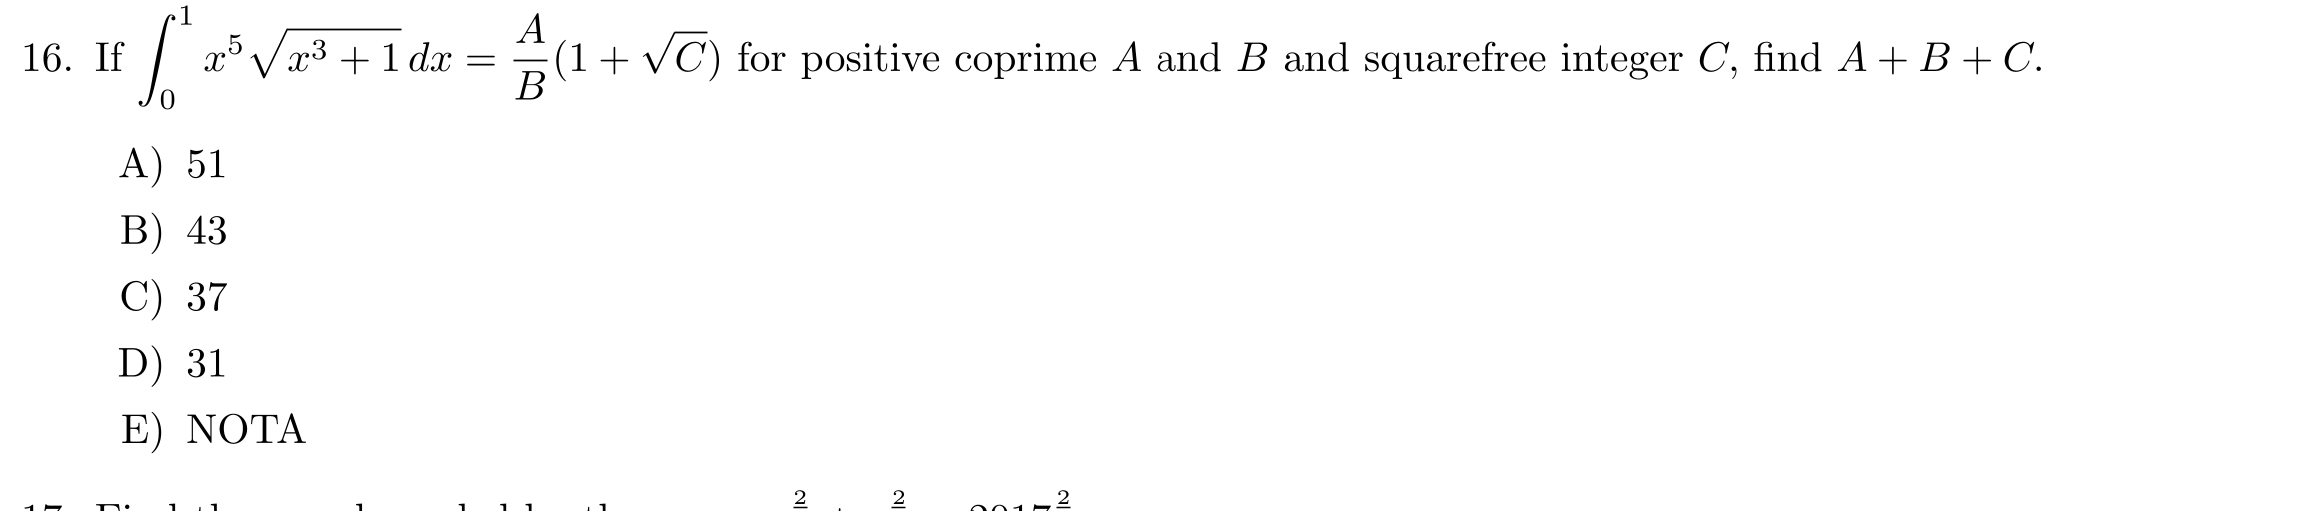 16. If \int_0^1 x^5 \sqrt{x^3 + 1} dx = \frac{A}{B}(1 + \sqrt{C}) for positive coprime A and B and squarefree integer C, find A + B + C.
A) 51
B) 43
C) 37
D) 31
E) NOTA